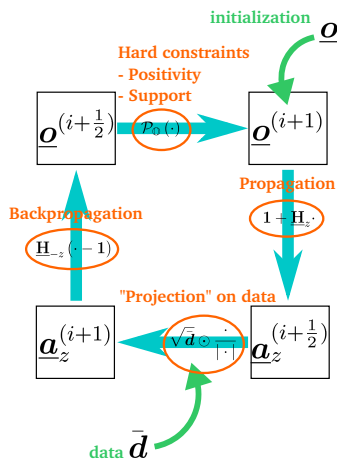 initialization o
Hard constraints
- Positivity
- Support
o^(i+1/2)
P_𝕆(·)
o^(i+1)
Propagation
1 + H_z·
Backpropagation
H_−z(· − 1)
"Projection" on data
a_z^(i+1)
√d̄ ⊙ ·/|·|
a_z^(i+1/2)
data d̄